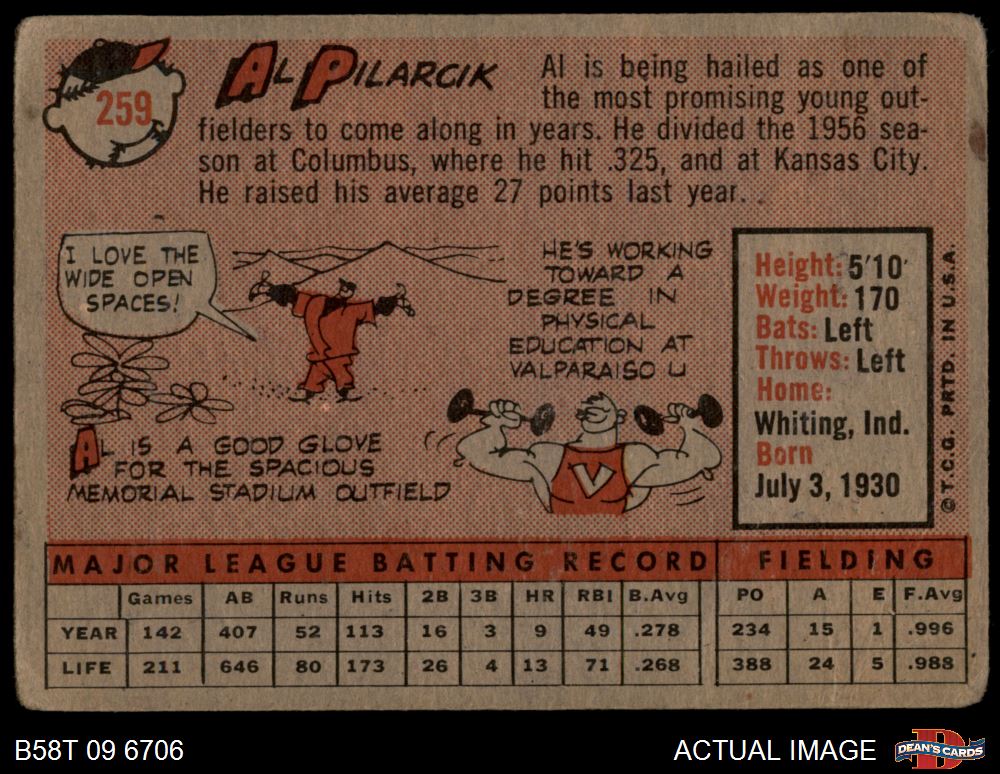 259
AL PILARCIK
Al is being hailed as one of
the most promising young out-
fielders to come along in years. He divided the 1956 sea-
son at Columbus, where he hit .325, and at Kansas City.
He raised his average 27 points last year.
I LOVE THE
WIDE OPEN
SPACES!
AL IS A GOOD GLOVE
FOR THE SPACIOUS
MEMORIAL STADIUM OUTFIELD
HE'S WORKING
TOWARD A
DEGREE IN
PHYSICAL
EDUCATION AT
VALPARAISO U
V
Height: 5'10
Weight: 170
Bats: Left
Throws: Left
Home:
Whiting, Ind.
Born
July 3, 1930
© T.C.G. PRTD. IN U.S.A.
MAJOR LEAGUE BATTING RECORD FIELDING
Games AB Runs Hits 2B 3B HR RBI B.Avg PO A E F.Avg
YEAR 142 407 52 113 16 3 9 49 .278 234 15 1 .996
LIFE 211 646 80 173 26 4 13 71 .268 388 24 5 .988
B58T 09 6706
ACTUAL IMAGE
D
DEAN'S CARDS